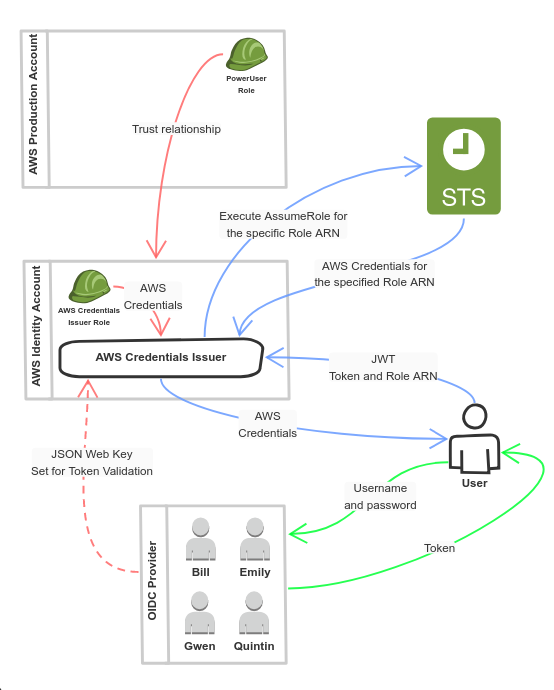 AWS Production Account
PowerUser
Role
Trust relationship
STS
Execute AssumeRole for
the specific Role ARN
AWS Credentials for
the specified Role ARN
AWS Identity Account
AWS Credentials
Issuer Role
AWS
Credentials
AWS Credentials Issuer
JWT
Token and Role ARN
AWS
Credentials
User
JSON Web Key
Set for Token Validation
Username
and password
Token
OIDC Provider
Bill
Emily
Gwen
Quintin